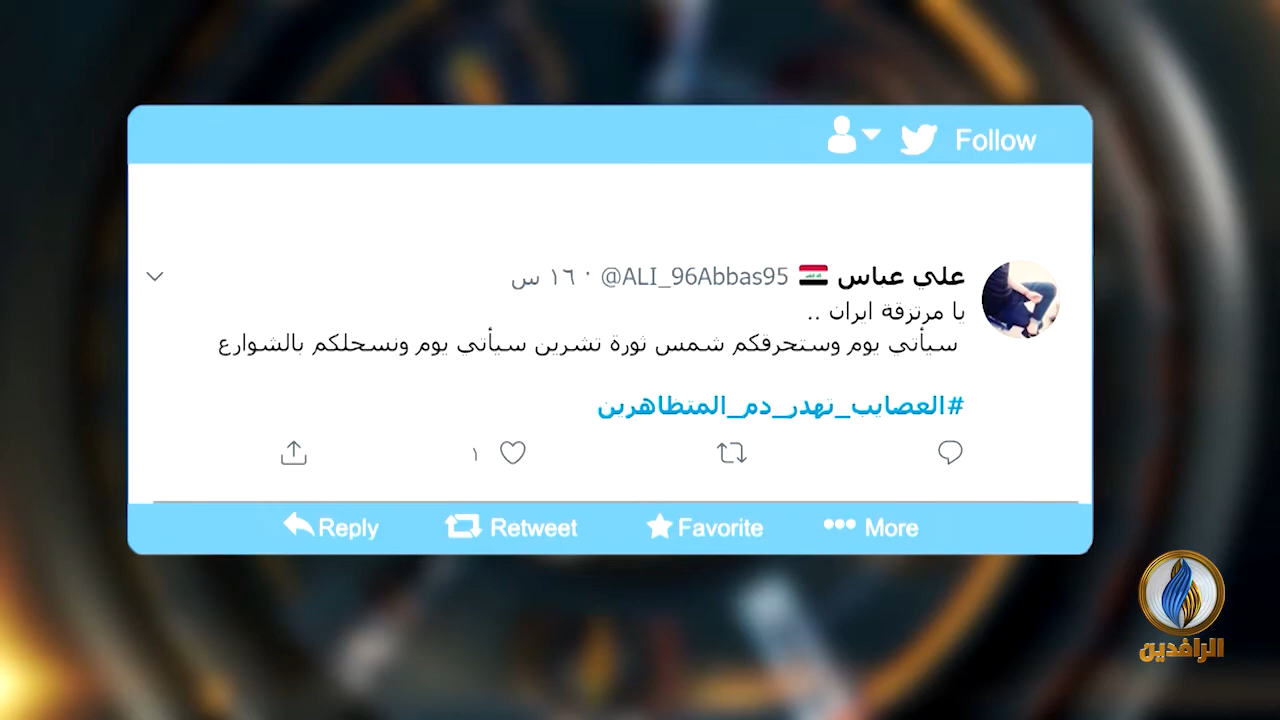 Follow
علي عباس 🇮🇶 @ALI_96Abbas95 · ١٦ س
يا مرتزقة ايران ..
سيأتي يوم وستحرقكم شمس ثورة تشرين سيأتي يوم ونسحلكم بالشوارع
#العصايب_تهدر_دم_المتظاهرين
١
Reply Retweet Favorite More
الرافدين